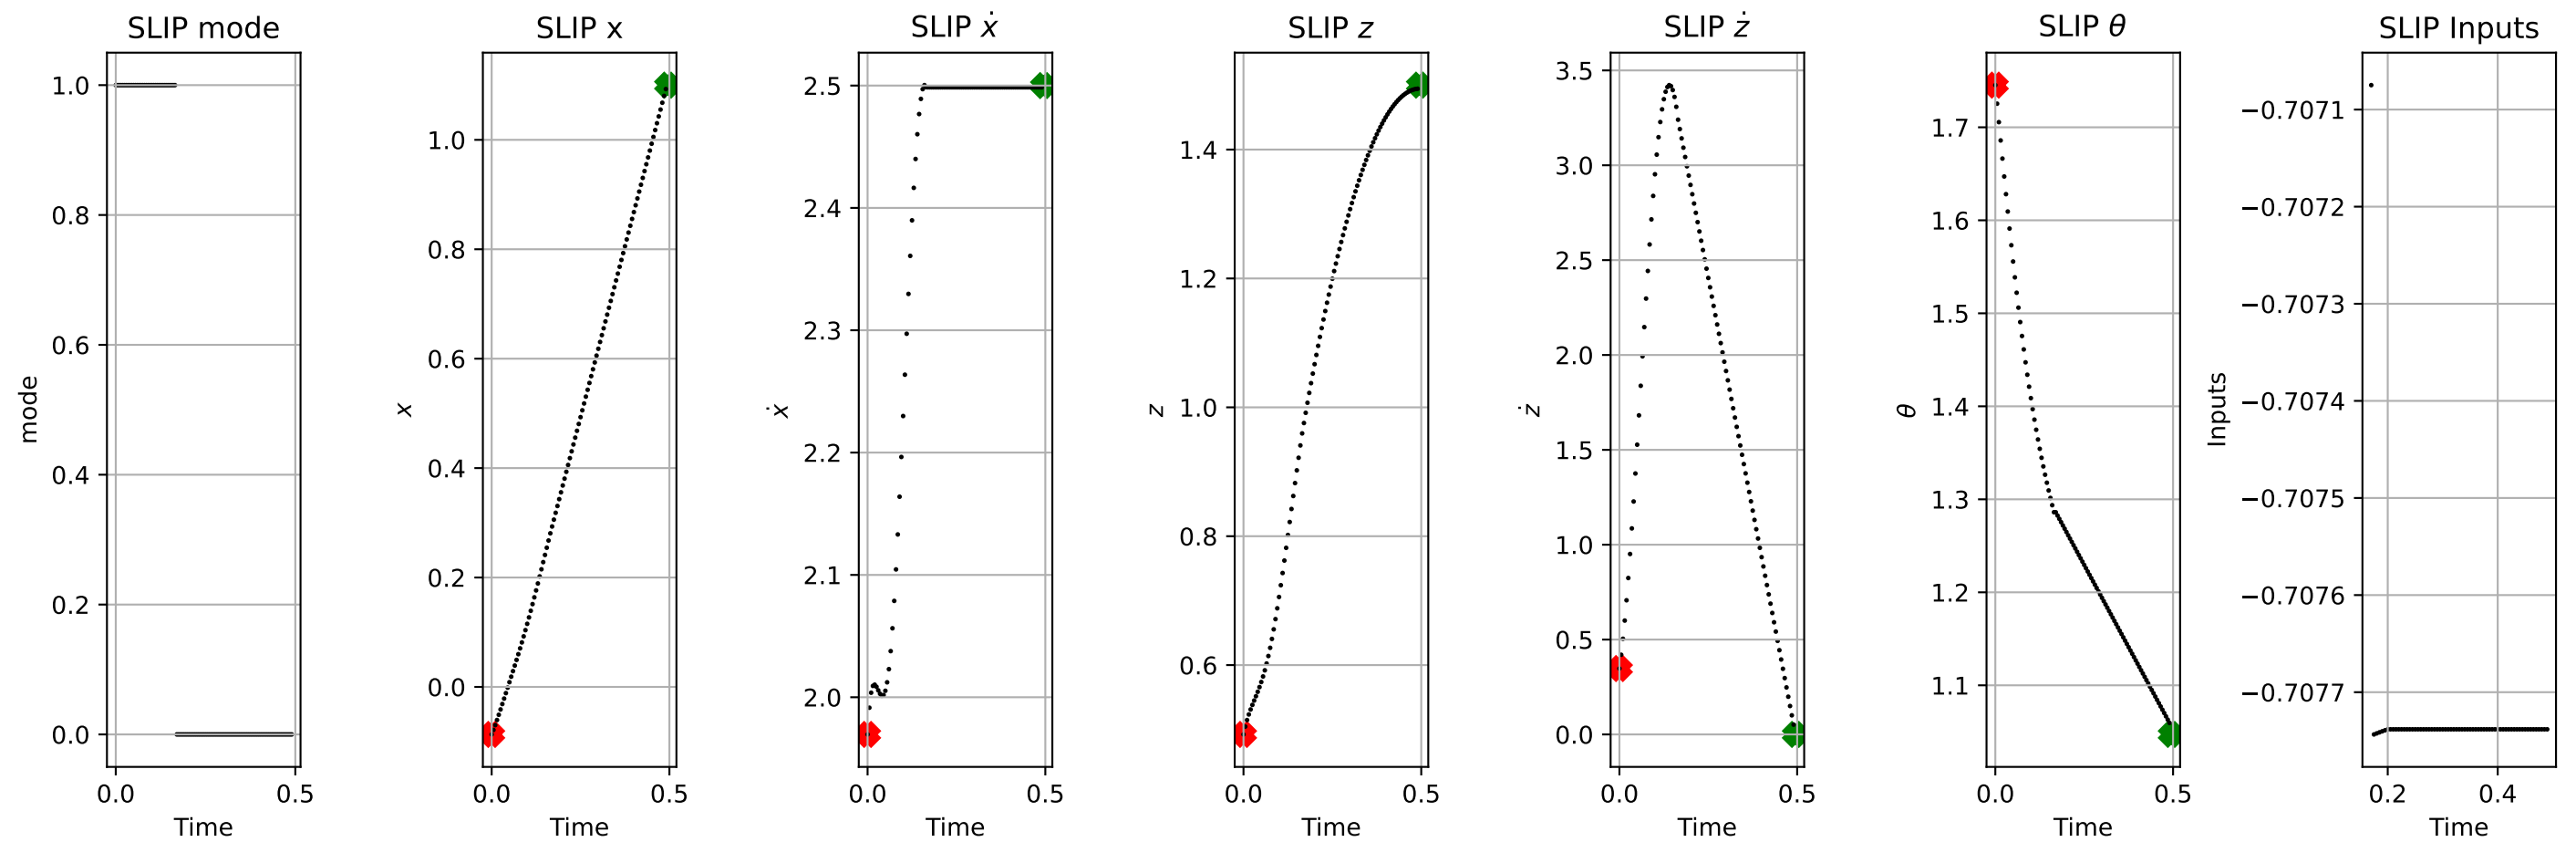 SLIP mode
1.0
0.8
0.6
0.4
0.2
0.0
mode
0.0 0.5
Time
SLIP x
1.0
0.8
0.6
0.4
0.2
0.0
x
0.0 0.5
Time
SLIP ẋ
2.5
2.4
2.3
2.2
2.1
2.0
ẋ
0.0 0.5
Time
SLIP z
1.4
1.2
1.0
0.8
0.6
z
0.0 0.5
Time
SLIP ż
3.5
3.0
2.5
2.0
1.5
1.0
0.5
0.0
ż
0.0 0.5
Time
SLIP θ
1.7
1.6
1.5
1.4
1.3
1.2
1.1
θ
0.0 0.5
Time
SLIP Inputs
−0.7071
−0.7072
−0.7073
−0.7074
−0.7075
−0.7076
−0.7077
Inputs
0.2 0.4
Time